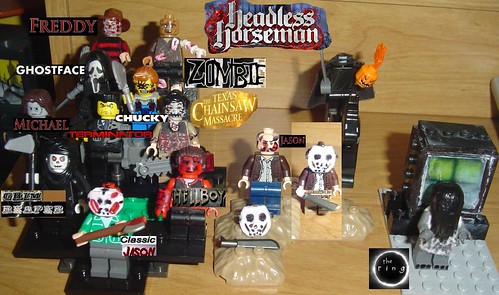 FREDDY
Headless
Horseman
GHOSTFACE
ZOMBIE
CHUCKY
THE TEXAS
CHAINSAW
MASSACRE
MICHAEL
TERMINATOR
JASON
GRIM
REAPER
HELLBOY
Classic
JASON
the
ring